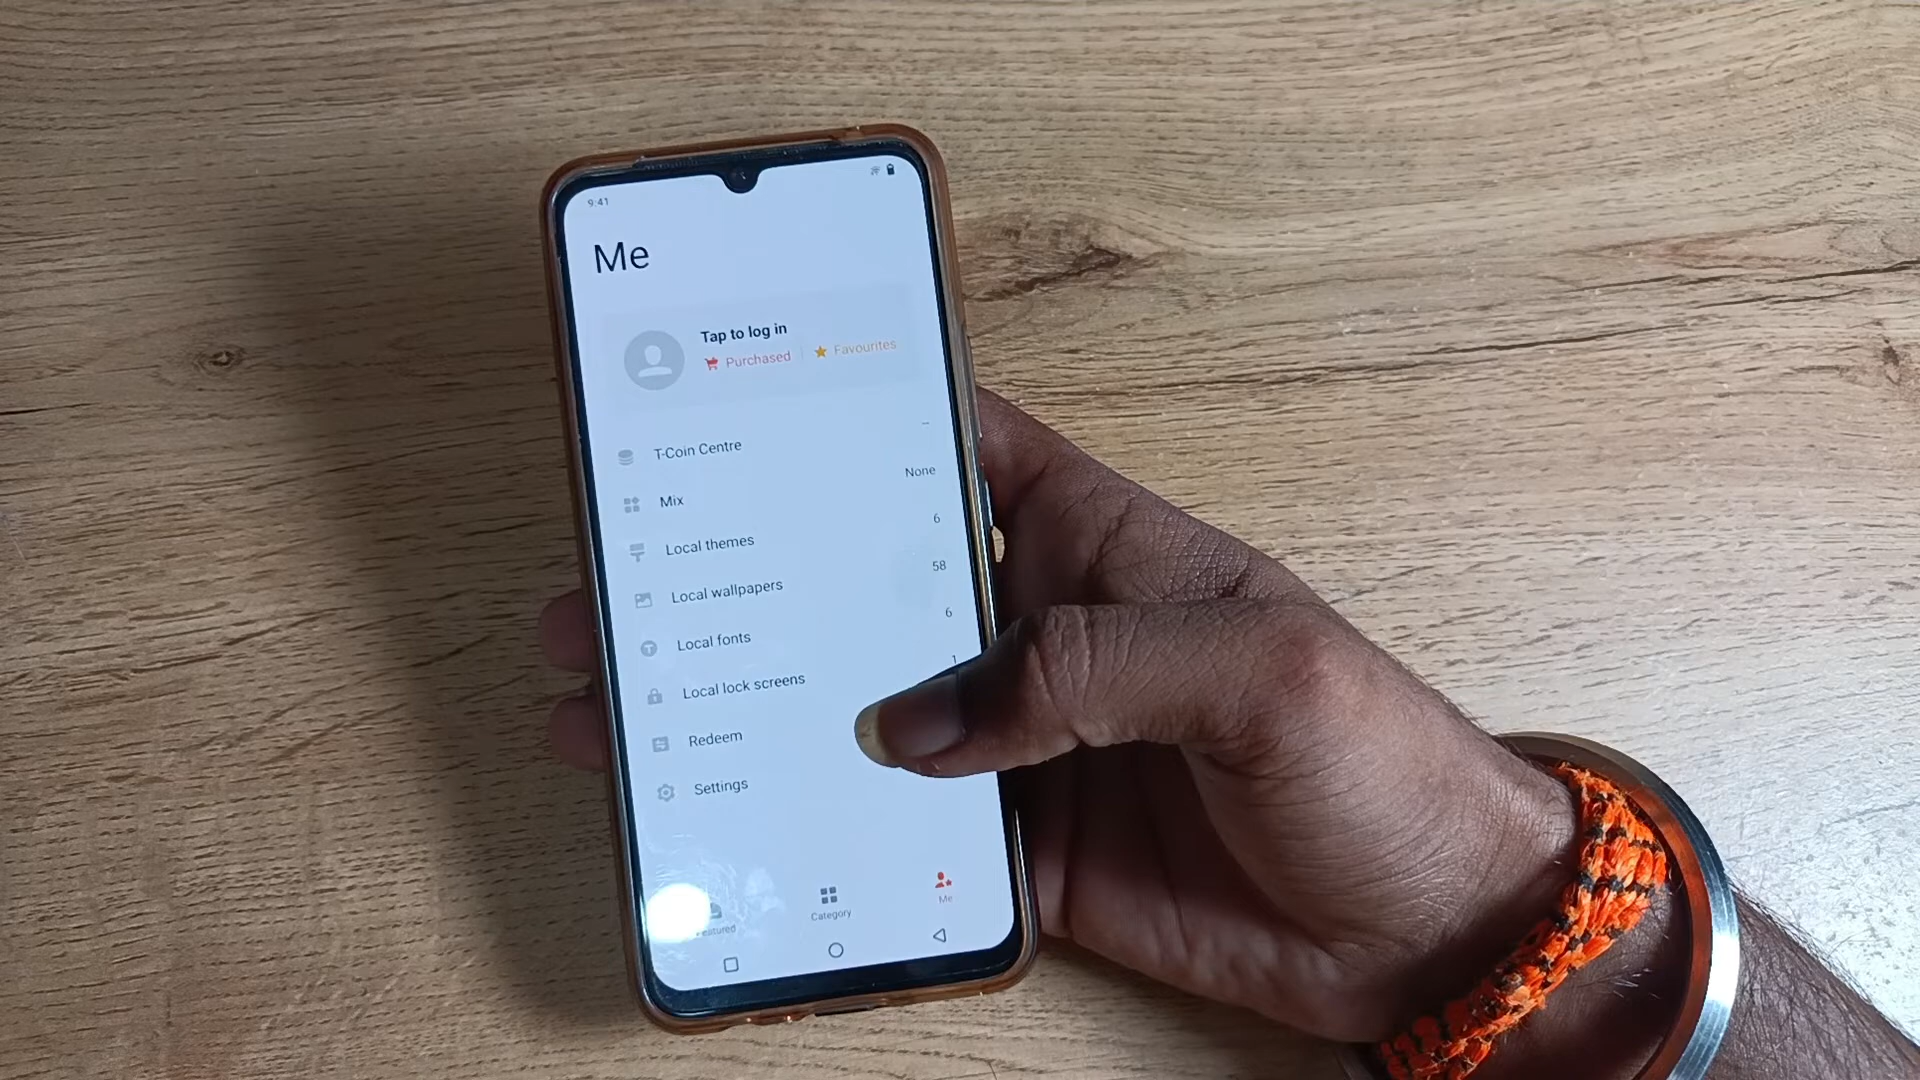 9:41
Me
Tap to log in
Purchased
Favourites
T-Coin Centre --
Mix None
Local themes 6
Local wallpapers 58
Local fonts 6
Local lock screens 1
Redeem
Settings
Featured
Category
Me